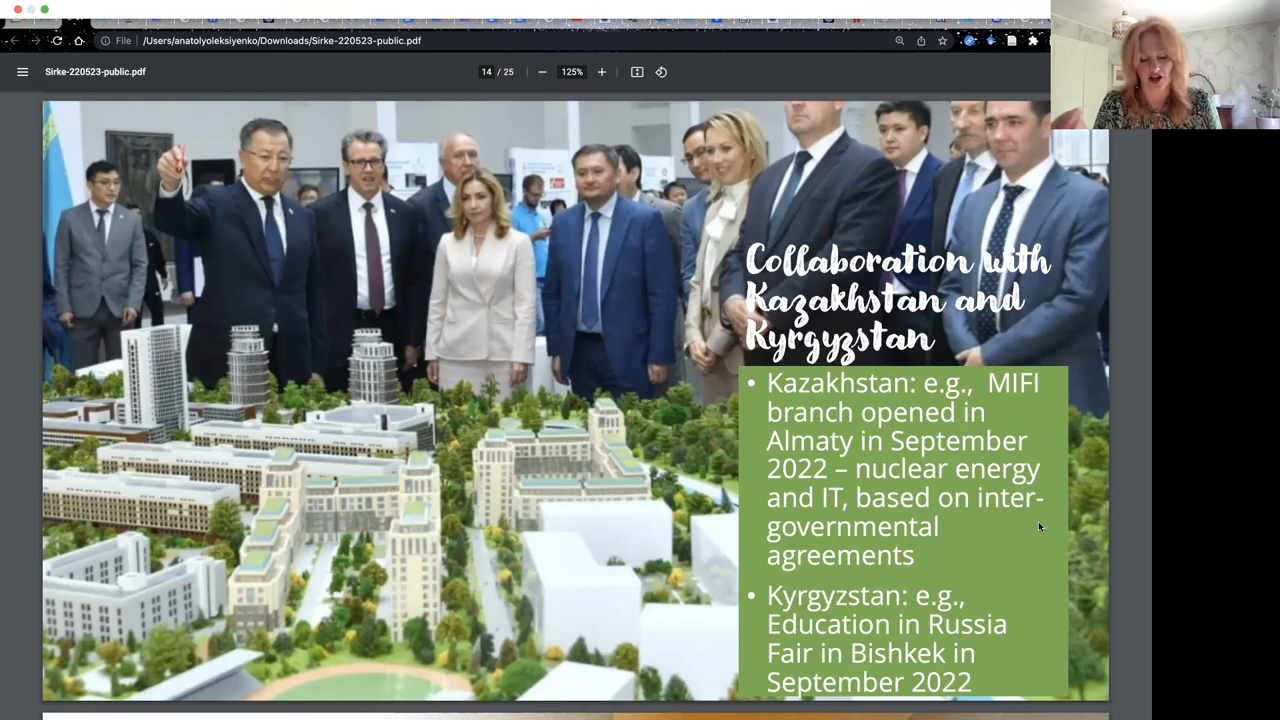 File
/Users/anatolyoleksiyenko/Downloads/Sirke-220523-public.pdf
Sirke-220523-public.pdf
14 / 25
125%
Collaboration with
Kazakhstan and
Kyrgyzstan
• Kazakhstan: e.g., MIFI
branch opened in
Almaty in September
2022 – nuclear energy
and IT, based on inter-
governmental
agreements
• Kyrgyzstan: e.g.,
Education in Russia
Fair in Bishkek in
September 2022